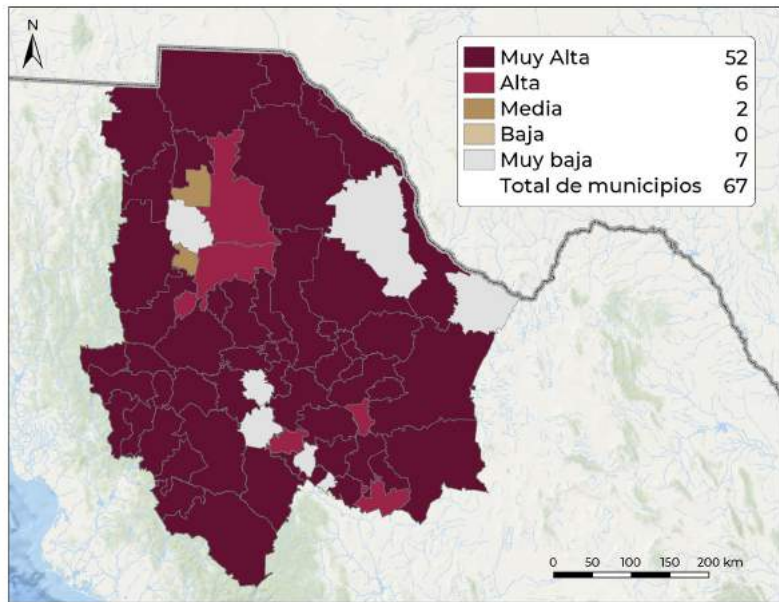 N
Muy Alta 52
Alta 6
Media 2
Baja 0
Muy baja 7
Total de municipios 67
0 50 100 150 200 km